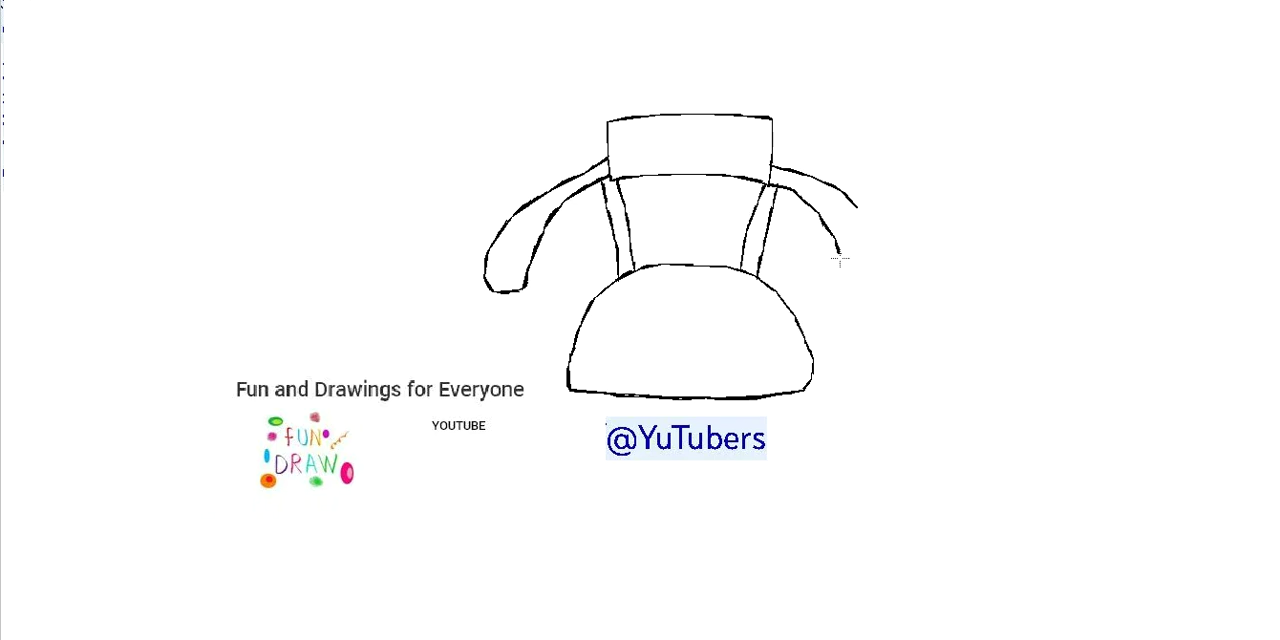 Fun and Drawings for Everyone
YOUTUBE
@YuTubers
FUN
DRAW